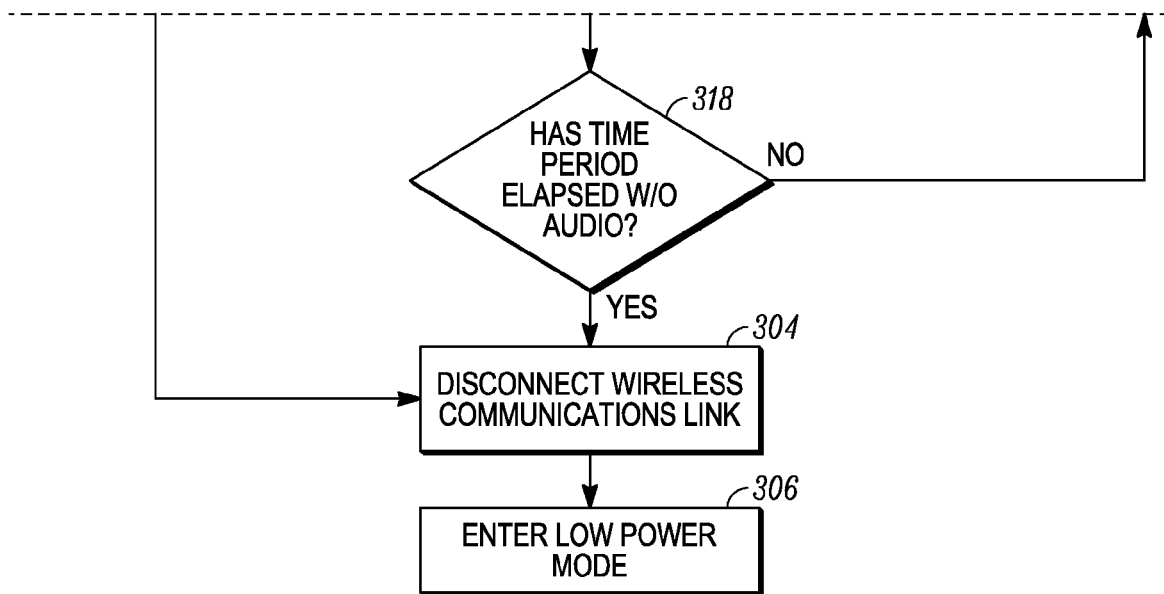 318
HAS TIME
PERIOD
ELAPSED W/O
AUDIO?
NO
YES
304
DISCONNECT WIRELESS
COMMUNICATIONS LINK
306
ENTER LOW POWER
MODE